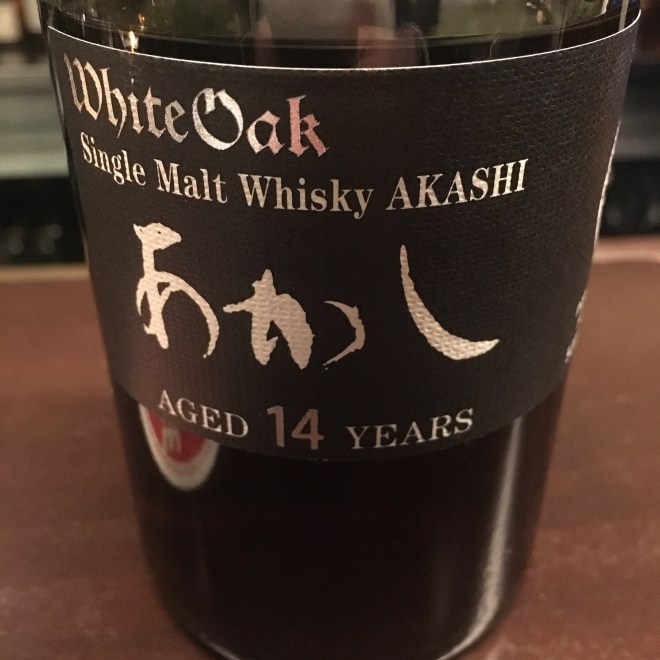 WhiteOak
Single Malt Whisky AKASHI
あかし
AGED 14 YEARS